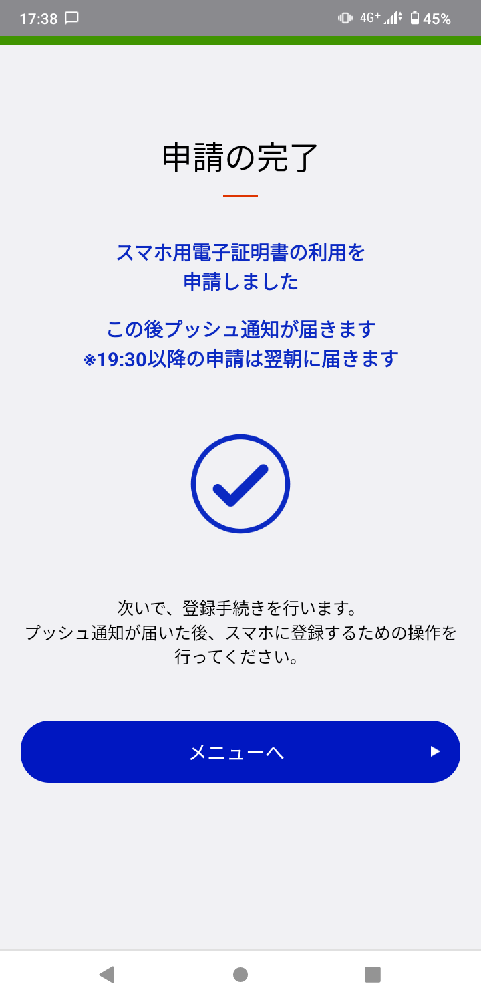 17:38
4G+
45%
申請の完了
スマホ用電子証明書の利用を
申請しました
この後プッシュ通知が届きます
※19:30以降の申請は翌朝に届きます
次いで、登録手続きを行います。
プッシュ通知が届いた後、スマホに登録するための操作を
行ってください。
メニューへ